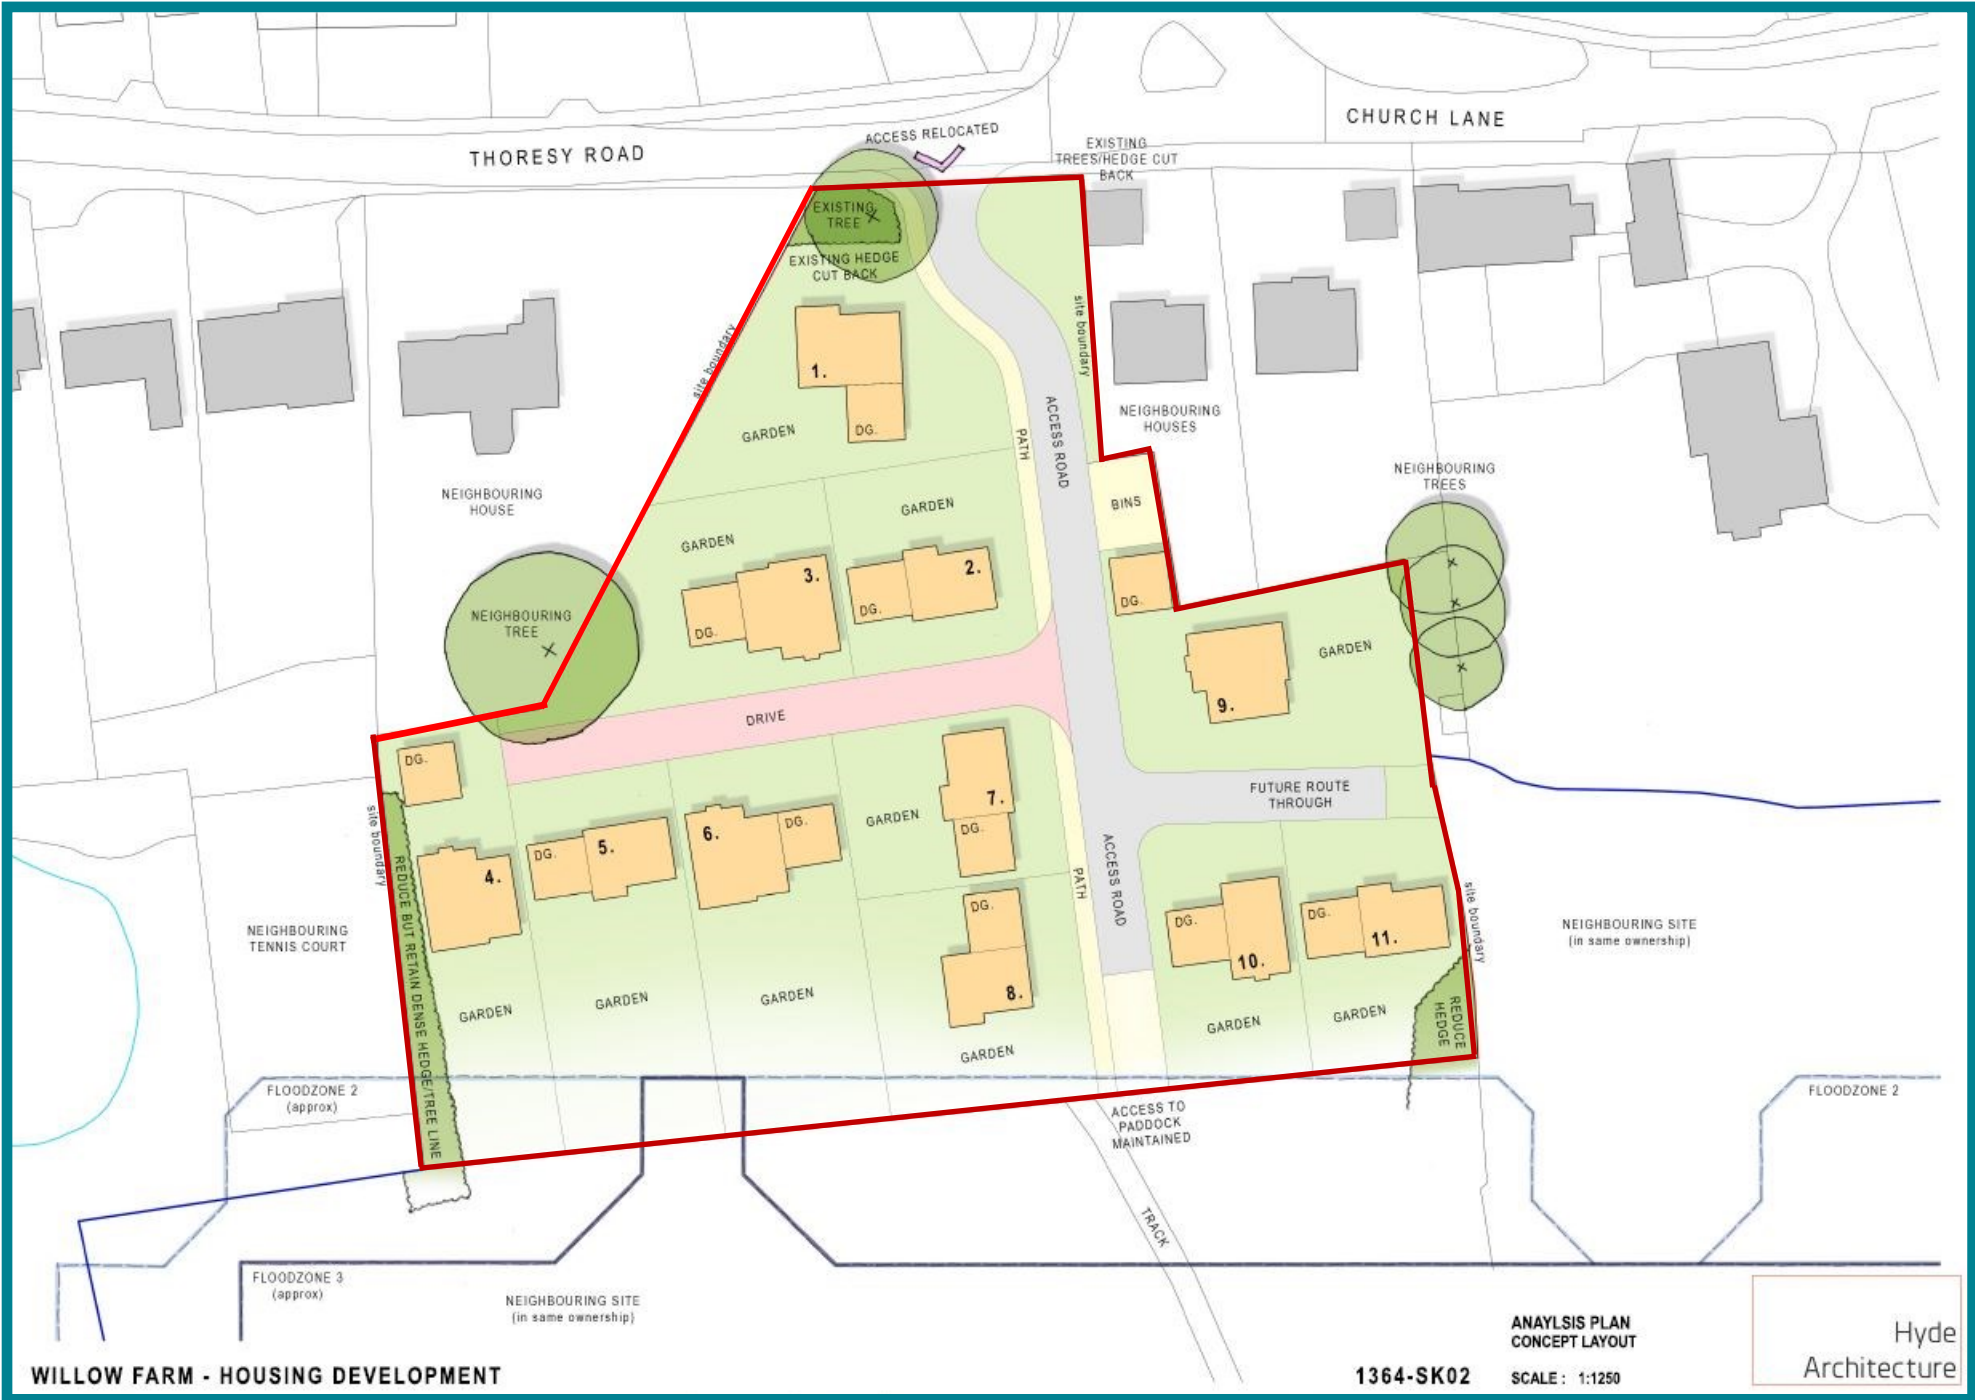 CHURCH LANE
THORESY ROAD
ACCESS RELOCATED
EXISTING
TREES/HEDGE CUT
BACK
EXISTING
TREE
EXISTING HEDGE
CUT BACK
site boundary
site boundary
1.
DG.
GARDEN
PATH
ACCESS ROAD
NEIGHBOURING
HOUSES
NEIGHBOURING
HOUSE
NEIGHBOURING
TREES
BINS
GARDEN
GARDEN
3.
DG.
2.
DG.
DG.
NEIGHBOURING
TREE
GARDEN
9.
DRIVE
DG.
FUTURE ROUTE
THROUGH
site boundary
REDUCE BUT RETAIN DENSE HEDGE/TREE LINE
4.
DG.
5.
6.
DG.
GARDEN
7.
DG.
ACCESS ROAD
PATH
DG.
8.
DG.
10.
DG.
11.
site boundary
NEIGHBOURING
TENNIS COURT
NEIGHBOURING SITE
(in same ownership)
GARDEN
GARDEN
GARDEN
GARDEN
GARDEN
GARDEN
REDUCE
HEDGE
FLOODZONE 2
(approx)
FLOODZONE 2
ACCESS TO
PADDOCK
MAINTAINED
TRACK
FLOODZONE 3
(approx)
NEIGHBOURING SITE
(in same ownership)
WILLOW FARM - HOUSING DEVELOPMENT
1364-SK02
ANAYLSIS PLAN
CONCEPT LAYOUT
SCALE : 1:1250
Hyde
Architecture